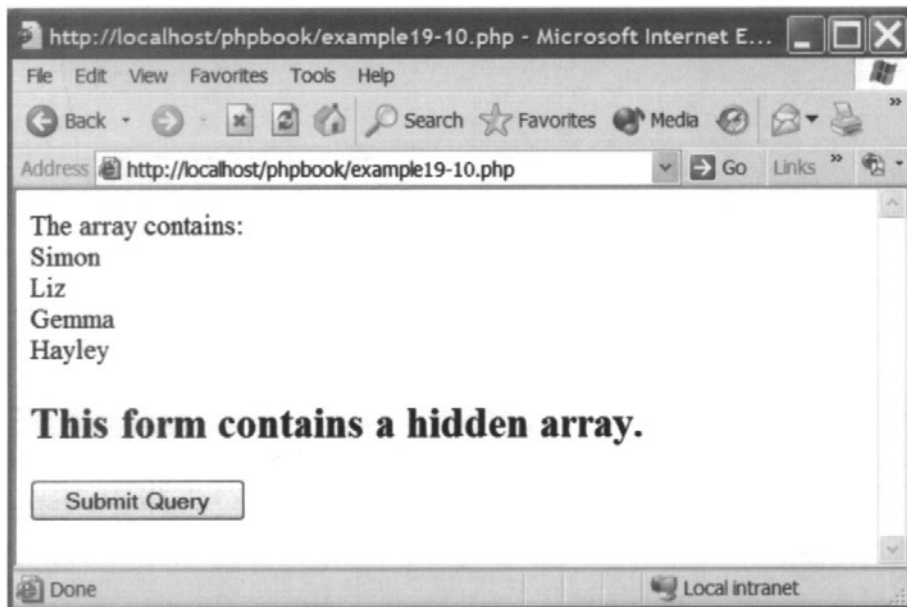 http://localhost/phpbook/example19-10.php - Microsoft Internet E...
File Edit View Favorites Tools Help
Back Search Favorites Media »
Address http://localhost/phpbook/example19-10.php Go Links »
The array contains:
Simon
Liz
Gemma
Hayley
This form contains a hidden array.
Submit Query
Done Local intranet